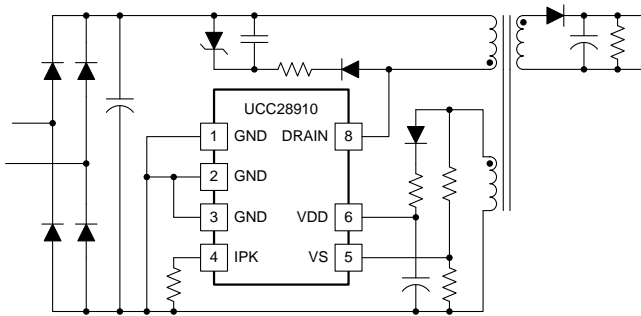 UCC28910
1 GND DRAIN 8
2 GND
3 GND VDD 6
4 IPK VS 5